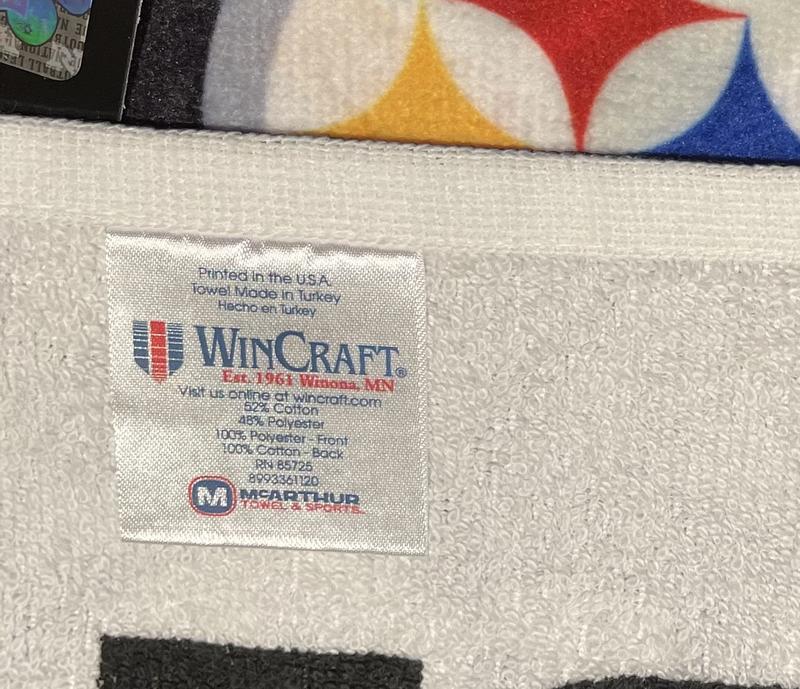 Printed in the U.S.A.
Towel Made in Turkey
Hecho en Turkey
WINCRAFT®
Est. 1961 Winona, MN
Visit us online at wincraft.com
52% Cotton
48% Polyester
100% Polyester - Front
100% Cotton - Back
RN 85725
8993361120
M McARTHUR
TOWEL & SPORTS